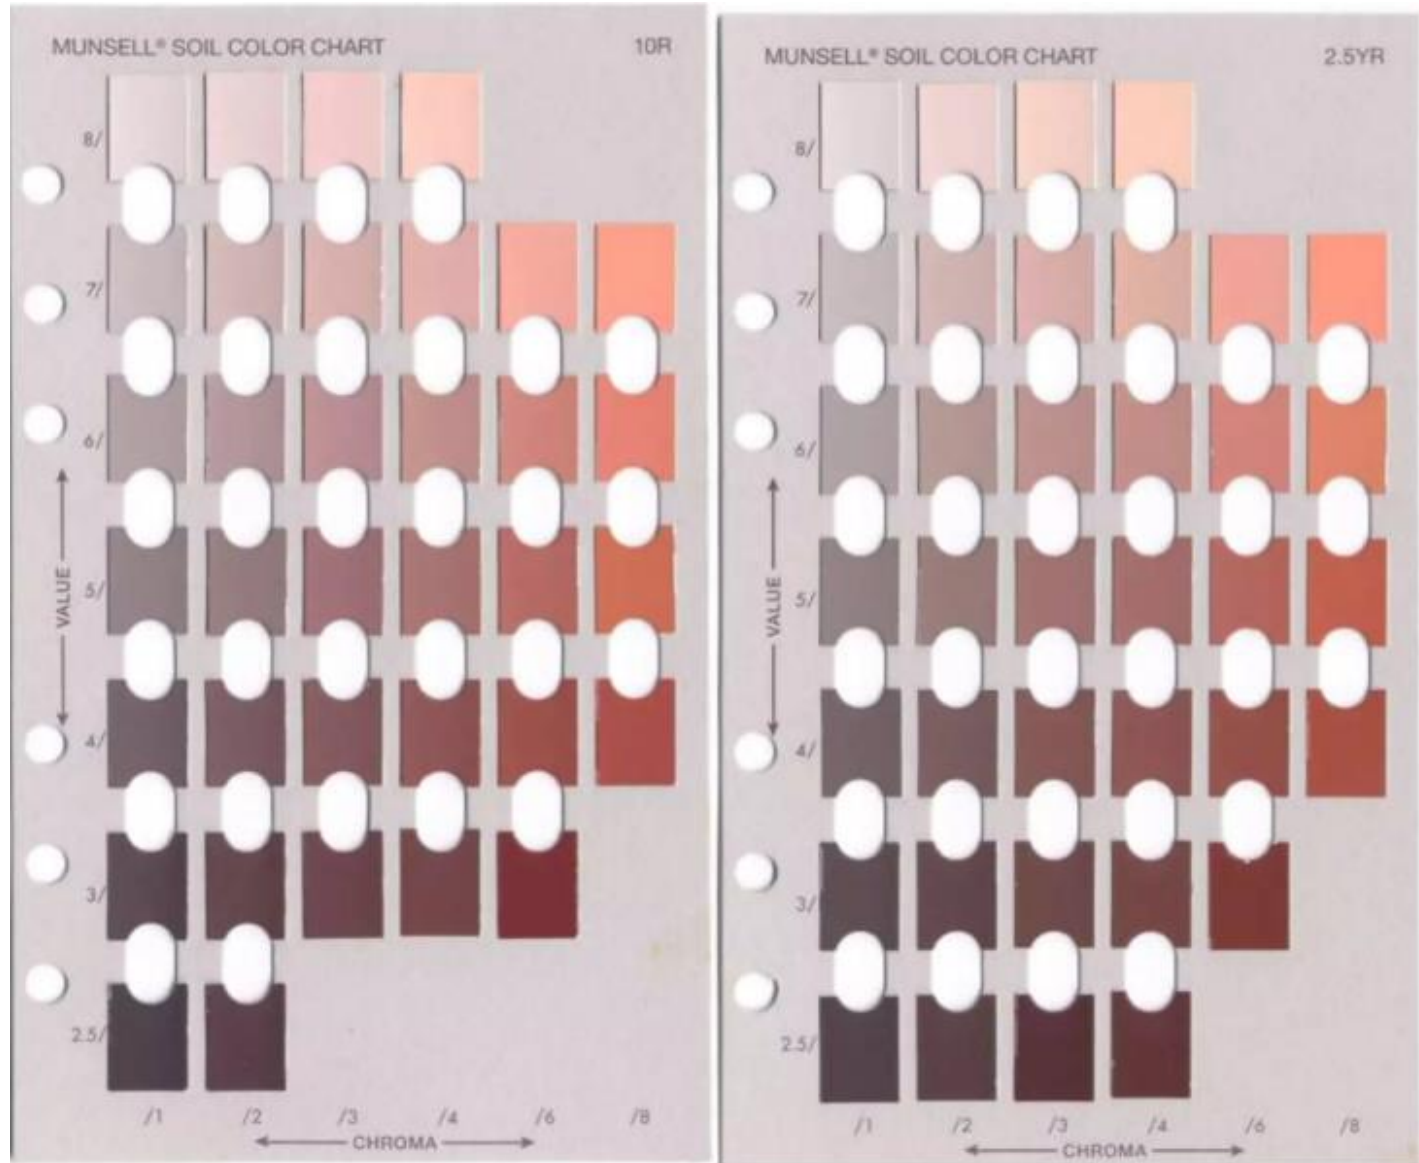 MUNSELL® SOIL COLOR CHART 10R
8/
7/
6/
5/
VALUE
4/
3/
2.5/
/1 /2 /3 /4 /6 /8
CHROMA
MUNSELL® SOIL COLOR CHART 2.5YR
8/
7/
6/
5/
VALUE
4/
3/
2.5/
/1 /2 /3 /4 /6 /8
CHROMA